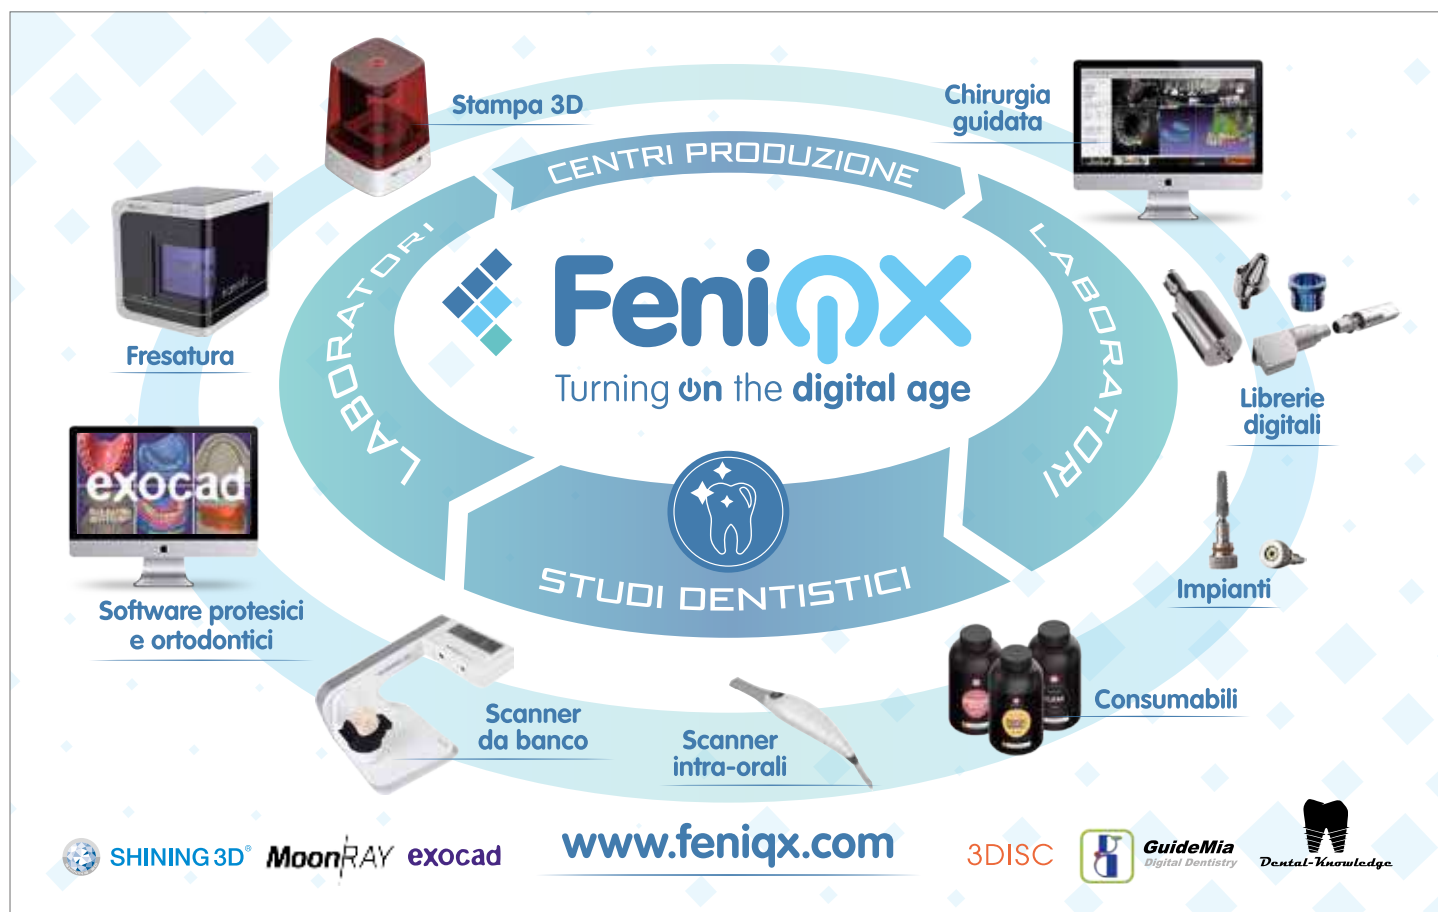 Stampa 3D
Chirurgia
guidata
CENTRI PRODUZIONE
LABORATORI
LABORATORI
FeniQX
Turning on the digital age
Fresatura
Librerie
digitali
exocad
STUDI DENTISTICI
Impianti
Software protesici
e ortodontici
Scanner
da banco
Scanner
intra-orali
Consumabili
SHINING 3D®
MoonRAY
exocad
www.feniqx.com
3DISC
GuideMia
Digital Dentistry
Dental-Knowledge